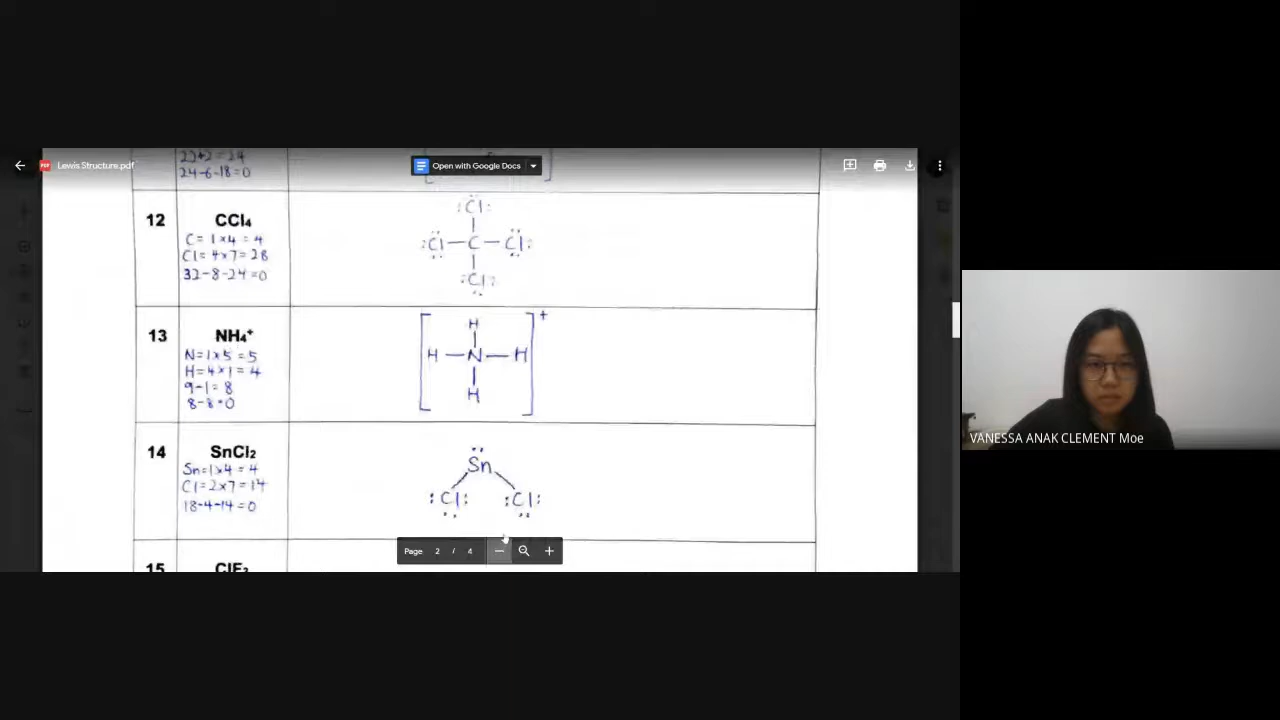 Lewis Structure.pdf
Open with Google Docs
22+2=24
24-6-18=0
12 CCl₄
C= 1×4 = 4
Cl= 4×7= 28
32-8-24=0
Cl
Cl C Cl
Cl
13 NH₄⁺
N=1×5=5
H=4×1=4
9-1=8
8-8=0
H +
H N H
H
14 SnCl₂
Sn=1×4=4
Cl=2×7=14
18-4-14=0
Sn
Cl Cl
Page 2 / 4
15
VANESSA ANAK CLEMENT Moe